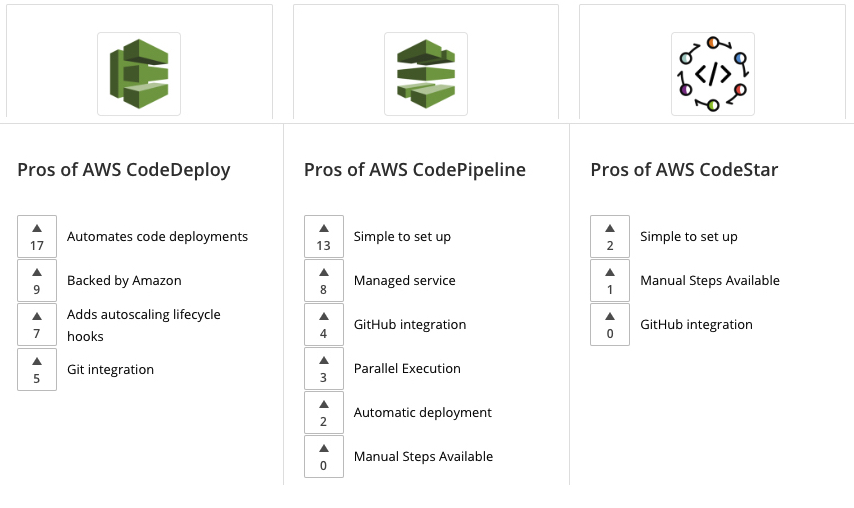 </>
Pros of AWS CodeDeploy
17
Automates code deployments
9
Backed by Amazon
7
Adds autoscaling lifecycle
hooks
5
Git integration
Pros of AWS CodePipeline
13
Simple to set up
8
Managed service
4
GitHub integration
3
Parallel Execution
2
Automatic deployment
0
Manual Steps Available
Pros of AWS CodeStar
2
Simple to set up
1
Manual Steps Available
0
GitHub integration